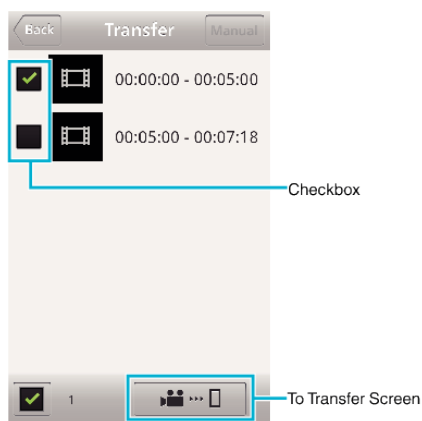 Back Transfer Manual
00:00:00 - 00:05:00
00:05:00 - 00:07:18
Checkbox
1
To Transfer Screen